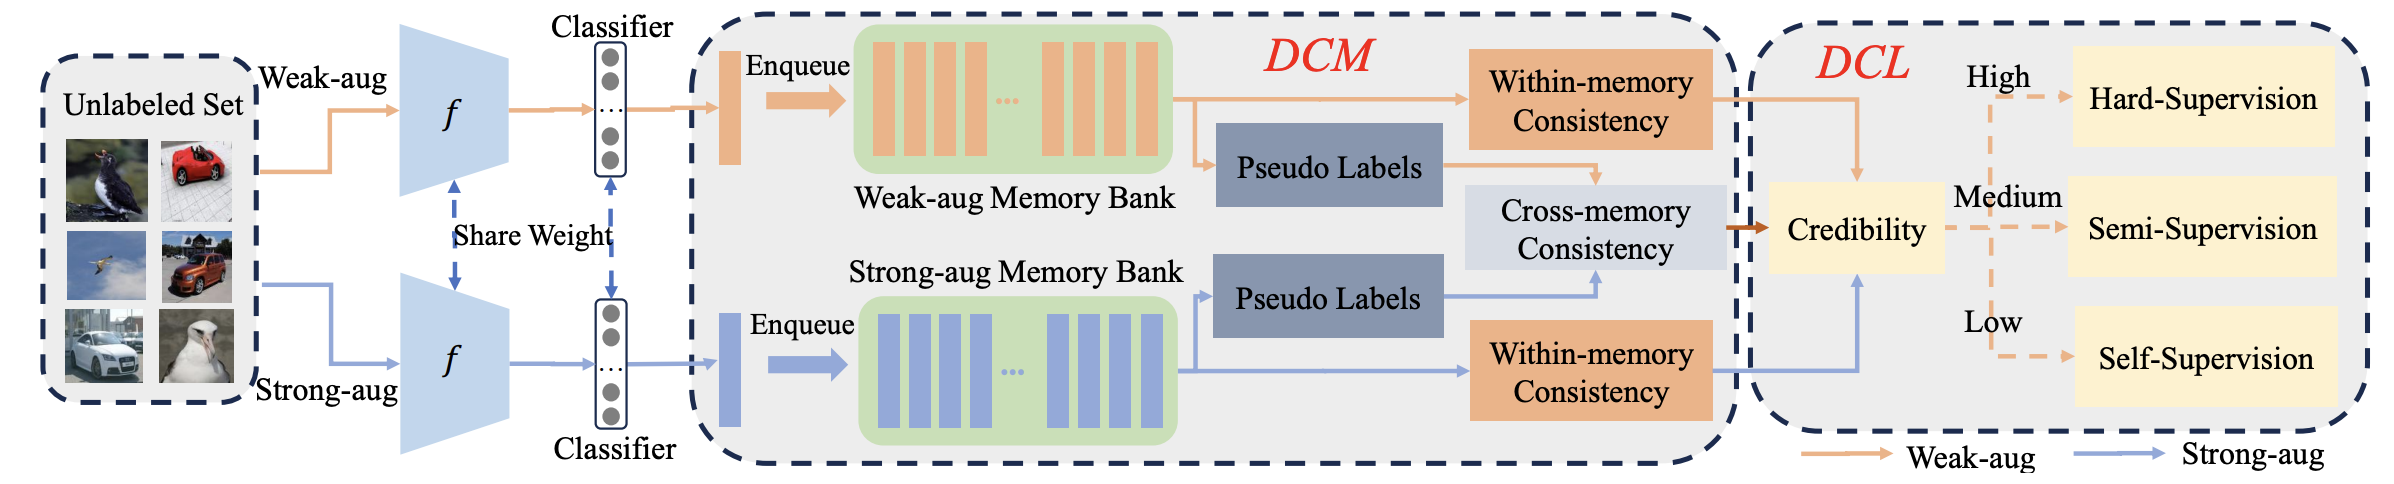 Unlabeled Set
Weak-aug
Strong-aug
f
f
Share Weight
Classifier
...
...
Classifier
Enqueue
Enqueue
...
Weak-aug Memory Bank
Strong-aug Memory Bank
...
DCM
Pseudo Labels
Pseudo Labels
Within-memory
Consistency
Cross-memory
Consistency
Within-memory
Consistency
DCL
Credibility
High
Medium
Low
Hard-Supervision
Semi-Supervision
Self-Supervision
Weak-aug
Strong-aug